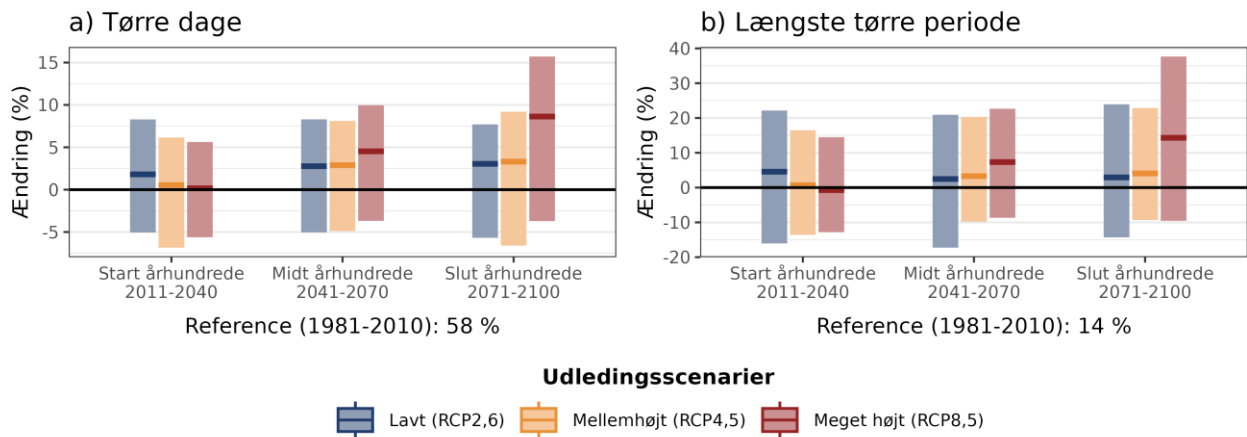 a) Tørre dage
Ændring (%)
15
10
5
0
-5
Start århundrede
2011-2040
Midt århundrede
2041-2070
Slut århundrede
2071-2100
Reference (1981-2010): 58 %
b) Længste tørre periode
Ændring (%)
40
30
20
10
0
-10
-20
Start århundrede
2011-2040
Midt århundrede
2041-2070
Slut århundrede
2071-2100
Reference (1981-2010): 14 %
Udledingsscenarier
Lavt (RCP2,6)
Mellemhøjt (RCP4,5)
Meget højt (RCP8,5)